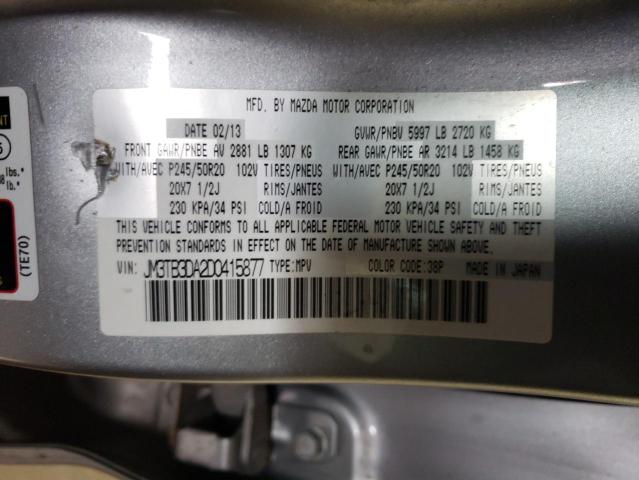 MFD. BY MAZDA MOTOR CORPORATION
DATE 02/13 GVWR/PNBV 5997 LB 2720 KG
FRONT GAWR/PNBE AV 2881 LB 1307 KG REAR GAWR/PNBE AR 3214 LB 1458 KG
WITH/AVEC P245/50R20 102V TIRES/PNEUS WITH/AVEC P245/50R20 102V TIRES/PNEUS
20X7 1/2J RIMS/JANTES 20X7 1/2J RIMS/JANTES
230 KPA/34 PSI COLD/A FROID 230 KPA/34 PSI COLD/A FROID
THIS VEHICLE CONFORMS TO ALL APPLICABLE FEDERAL MOTOR VEHICLE SAFETY AND THEFT
PREVENTION STANDARDS IN EFFECT ON THE DATE OF MANUFACTURE SHOWN ABOVE.
VIN: JM3TB3DA2D0415877 TYPE:MPV COLOR CODE:38P MADE IN JAPAN
(TE70)
lbs.*
lb.*